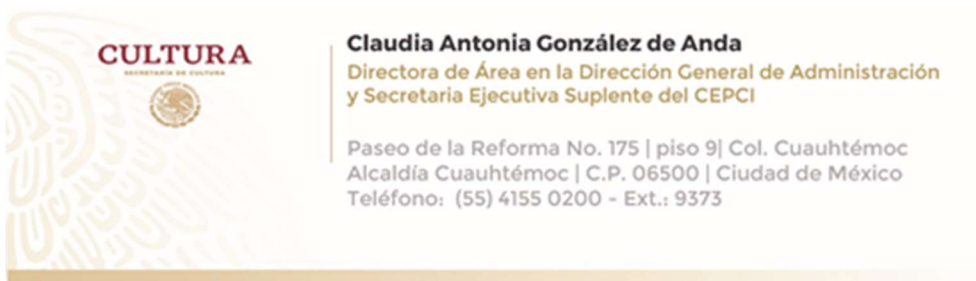 CULTURA
SECRETARÍA DE CULTURA
Claudia Antonia González de Anda
Directora de Área en la Dirección General de Administración
y Secretaria Ejecutiva Suplente del CEPCI
Paseo de la Reforma No. 175 | piso 9| Col. Cuauhtémoc
Alcaldía Cuauhtémoc | C.P. 06500 | Ciudad de México
Teléfono: (55) 4155 0200 - Ext.: 9373